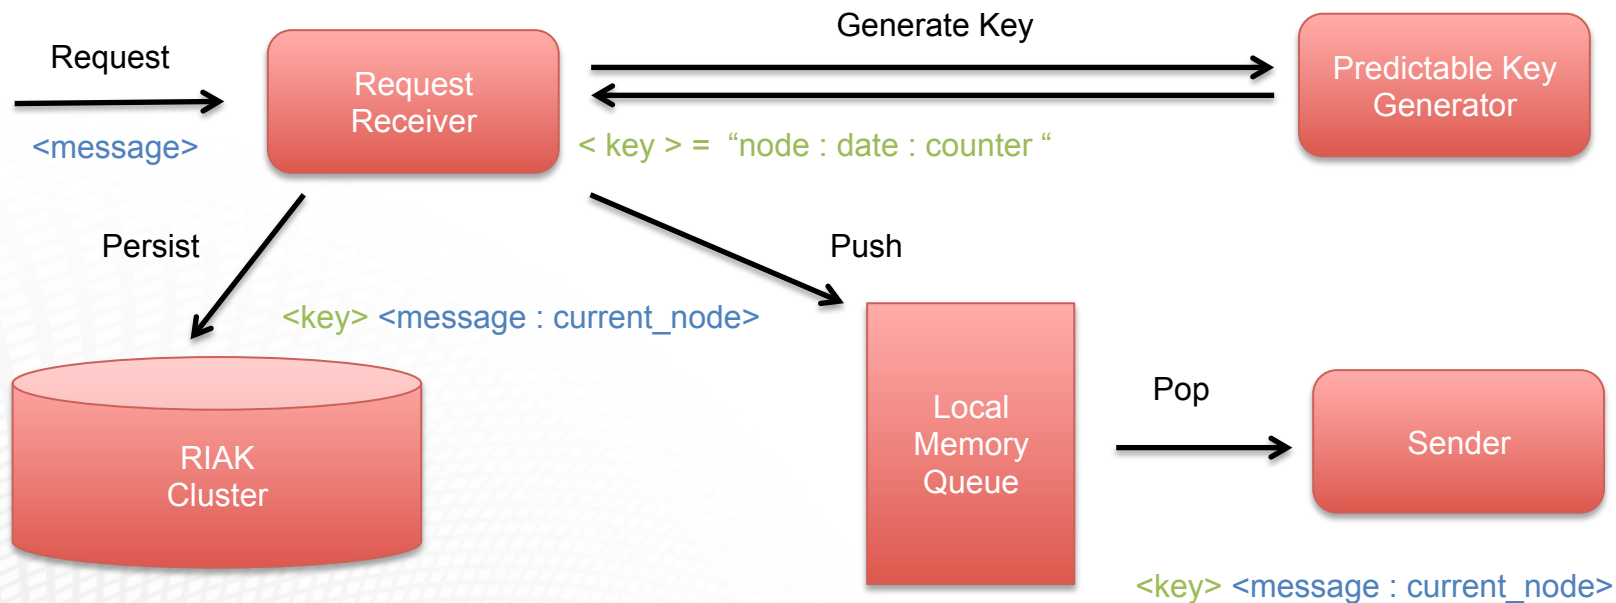 Request
<message>
Request
Receiver
Generate Key
< key > =  “node : date : counter “
Predictable Key
Generator
Persist
Push
<key> <message : current_node>
RIAK
Cluster
Local
Memory
Queue
Pop
Sender
<key> <message : current_node>